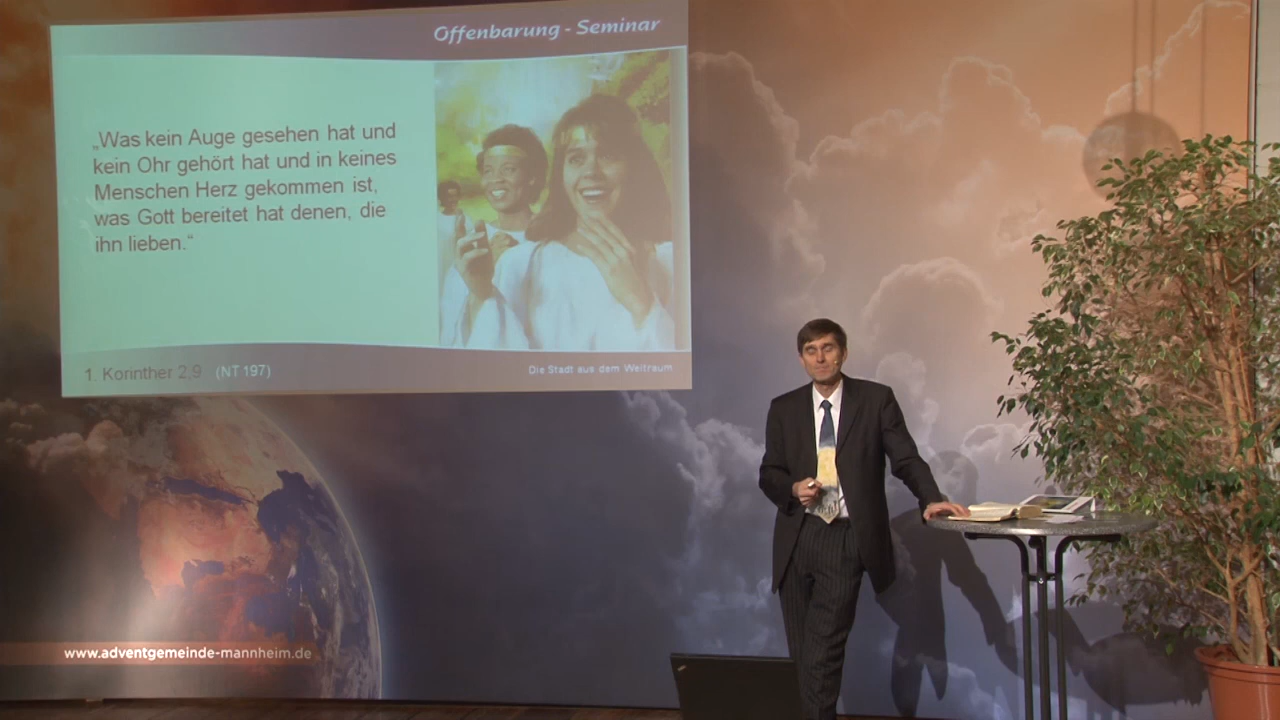 Offenbarung - Seminar
„Was kein Auge gesehen hat und
kein Ohr gehört hat und in keines
Menschen Herz gekommen ist,
was Gott bereitet hat denen, die
ihn lieben.“
1. Korinther 2,9 (NT 197)
Die Stadt aus dem Weltraum
www.adventgemeinde-mannheim.de